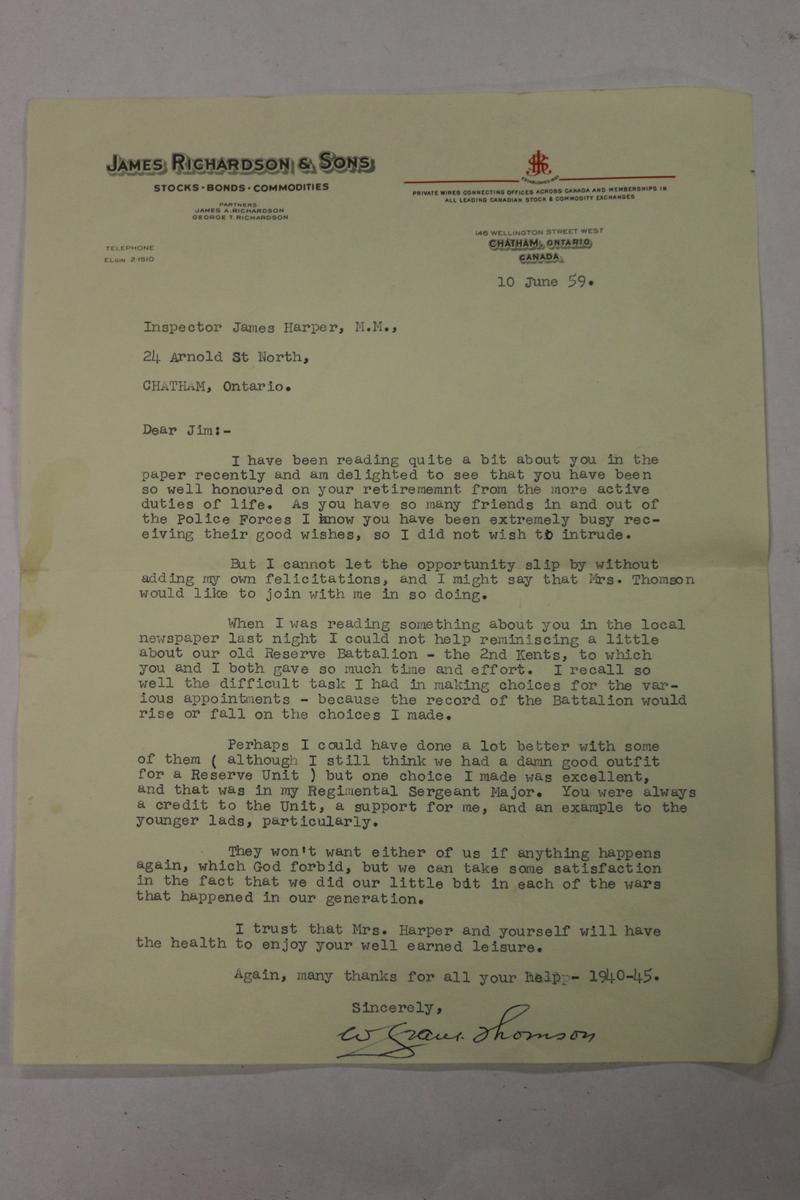 JAMES RICHARDSON & SONS
STOCKS • BONDS • COMMODITIES
PARTNERS
JAMES A. RICHARDSON
GEORGE T. RICHARDSON
TELEPHONE
ELGIN 2-1510
PRIVATE WIRES CONNECTING OFFICES ACROSS CANADA AND MEMBERSHIPS IN
ALL LEADING CANADIAN STOCK & COMMODITY EXCHANGES
146 WELLINGTON STREET WEST
CHATHAM, ONTARIO
CANADA
10 June 59.
Inspector James Harper, M.M.,
24 Arnold St North,
CHATHAM, Ontario.
Dear Jim:-
I have been reading quite a bit about you in the
paper recently and am delighted to see that you have been
so well honoured on your retirememnt from the more active
duties of life. As you have so many friends in and out of
the Police Forces I know you have been extremely busy rec-
eiving their good wishes, so I did not wish to intrude.
But I cannot let the opportunity slip by without
adding my own felicitations, and I might say that Mrs. Thomson
would like to join with me in so doing.
When I was reading something about you in the local
newspaper last night I could not help reminiscing a little
about our old Reserve Battalion - the 2nd Kents, to which
you and I both gave so much time and effort. I recall so
well the difficult task I had in making choices for the var-
ious appointments - because the record of the Battalion would
rise or fall on the choices I made.
Perhaps I could have done a lot better with some
of them ( although I still think we had a damn good outfit
for a Reserve Unit ) but one choice I made was excellent,
and that was in my Regimental Sergeant Major. You were always
a credit to the Unit, a support for me, and an example to the
younger lads, particularly.
They won't want either of us if anything happens
again, which God forbid, but we can take some satisfaction
in the fact that we did our little bit in each of the wars
that happened in our generation.
I trust that Mrs. Harper and yourself will have
the health to enjoy your well earned leisure.
Again, many thanks for all your help - 1940-45.
Sincerely,
W Grant Thomson